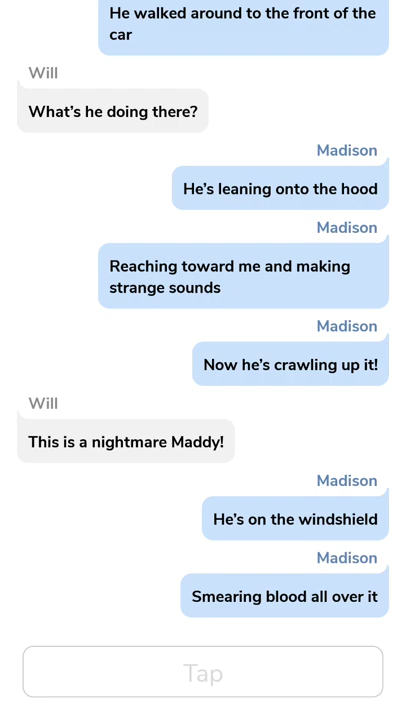 He walked around to the front of the
car
Will
What’s he doing there?
Madison
He’s leaning onto the hood
Madison
Reaching toward me and making
strange sounds
Madison
Now he’s crawling up it!
Will
This is a nightmare Maddy!
Madison
He’s on the windshield
Madison
Smearing blood all over it
Tap